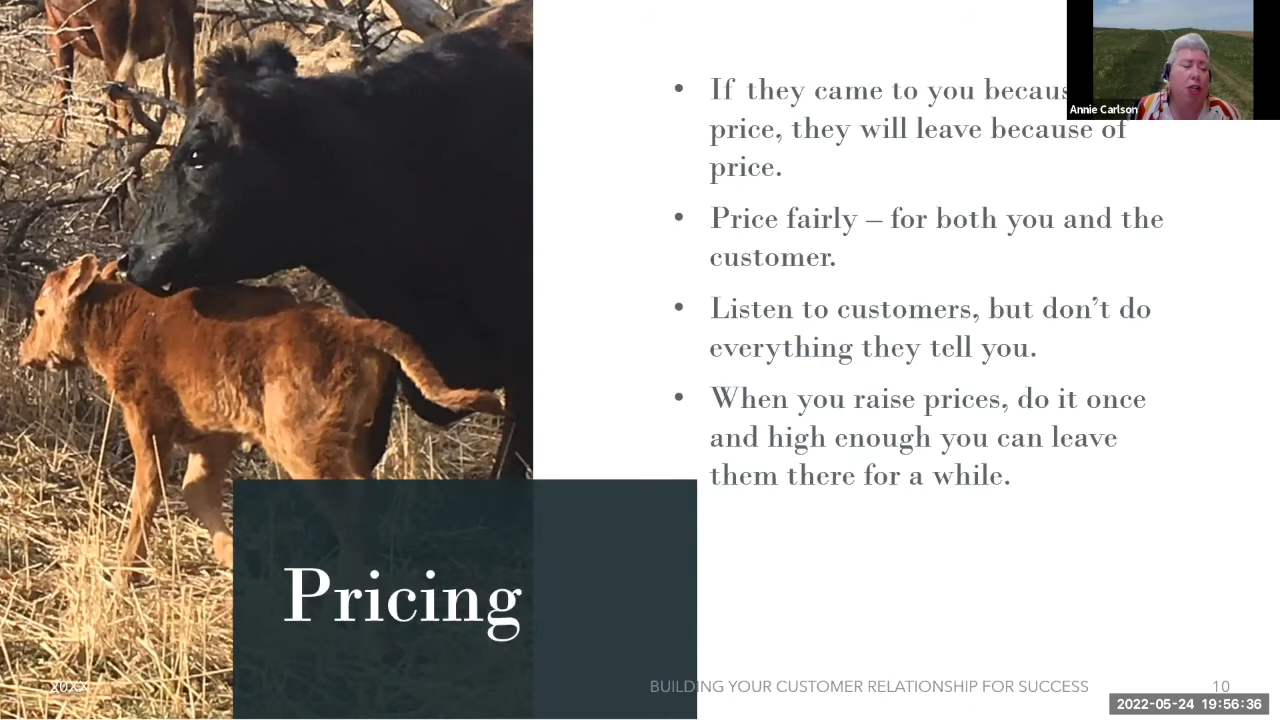 If they came to you
price, they will leave because of
price.
Price fairly – for both you and the
customer.
Listen to customers, but don't do
everything they tell you.
When you raise prices, do it once
and high enough you can leave
them there for a while.
Annie Carlson
Pricing
20XX
BUILDING YOUR CUSTOMER RELATIONSHIP FOR SUCCESS
10
2022-05-24 19:56:36